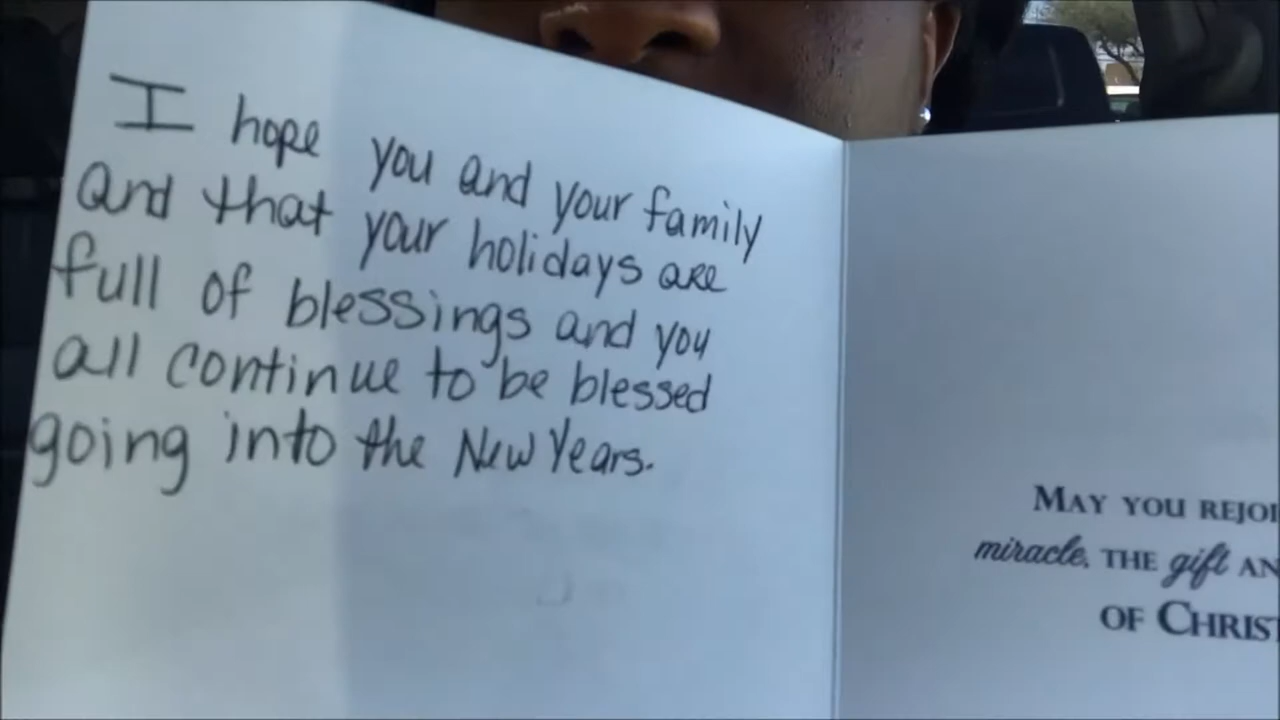 I hope you and your family
and that your holidays are
full of blessings and you
all continue to be blessed
going into the New Years.
MAY YOU REJOI
miracle, THE gift AN
OF CHRIST